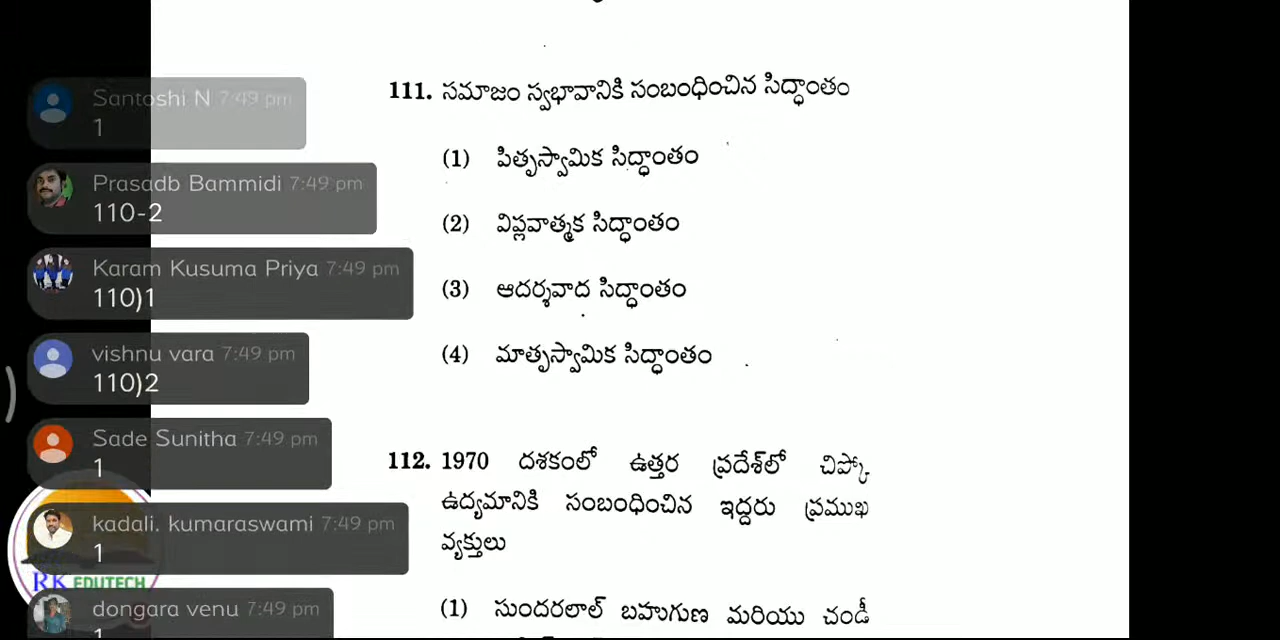 111. సమాజం స్వభావానికి సంబంధించిన సిద్ధాంతం
(1) పితృస్వామిక సిద్ధాంతం
(2) విప్లవాత్మక సిద్ధాంతం
(3) ఆదర్శవాద సిద్ధాంతం
(4) మాతృస్వామిక సిద్ధాంతం
112. 1970 దశకంలో ఉత్తర ప్రదేశ్‌లో చిప్కో
ఉద్యమానికి సంబంధించిన ఇద్దరు ప్రముఖ
వ్యక్తులు
(1) సుందరలాల్ బహుగుణ మరియు చండీ
Santoshi N 7:49 pm
1
Prasadb Bammidi 7:49 pm
110-2
Karam Kusuma Priya 7:49 pm
110)1
vishnu vara 7:49 pm
110)2
Sade Sunitha 7:49 pm
1
kadali. kumaraswami 7:49 pm
1
RK EDUTECH
dongara venu 7:49 pm
1